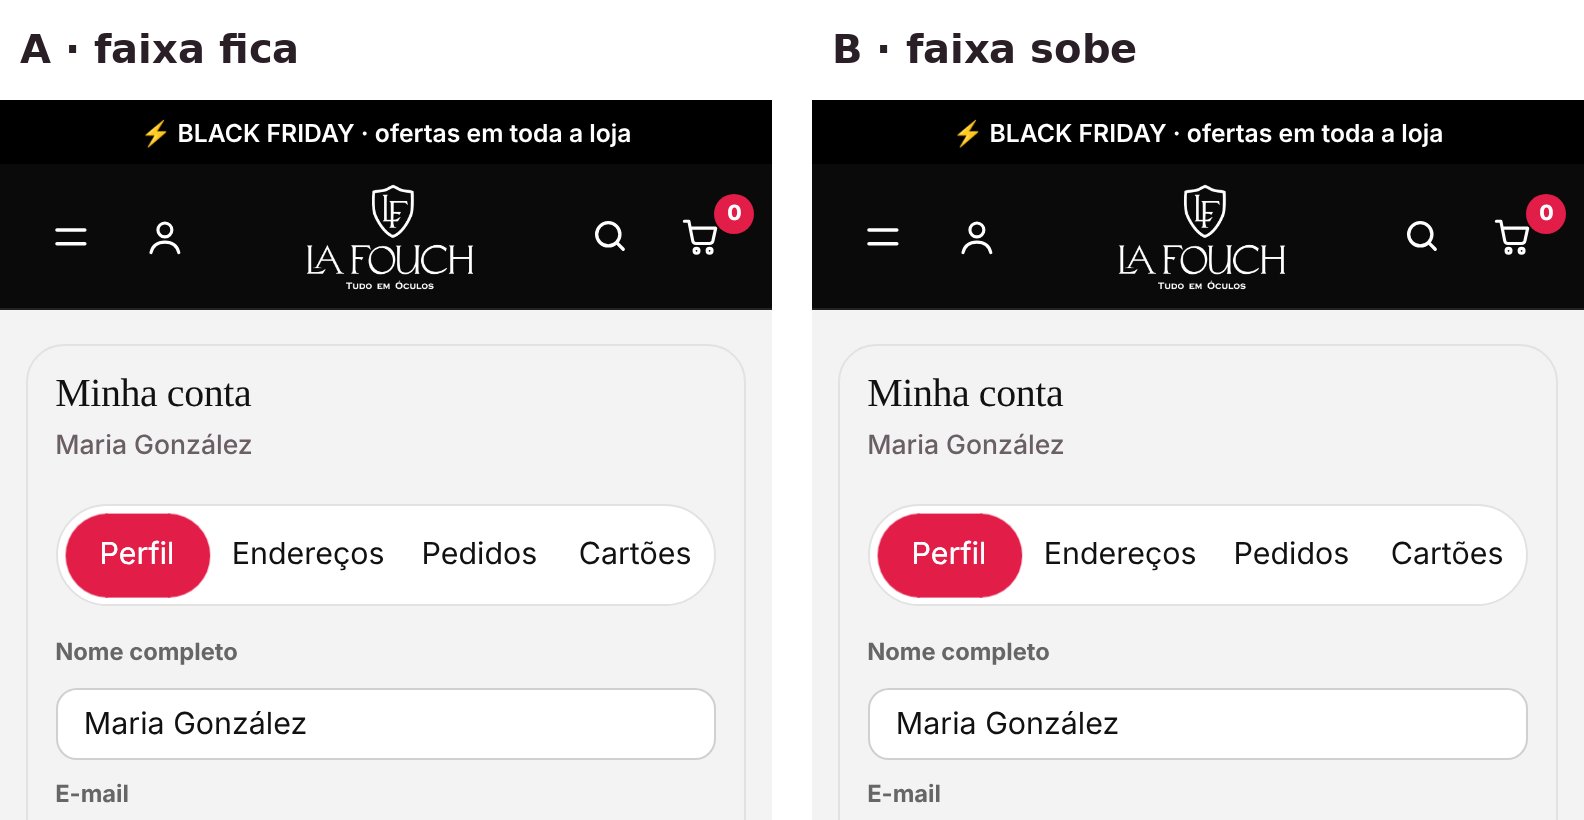 A · faixa fica
⚡ BLACK FRIDAY · ofertas em toda a loja
0
LF
LA FOUCH
Tudo em Óculos
Minha conta
Maria González
Perfil Endereços Pedidos Cartões
Nome completo
Maria González
E-mail
B · faixa sobe
⚡ BLACK FRIDAY · ofertas em toda a loja
0
LF
LA FOUCH
Tudo em Óculos
Minha conta
Maria González
Perfil Endereços Pedidos Cartões
Nome completo
Maria González
E-mail